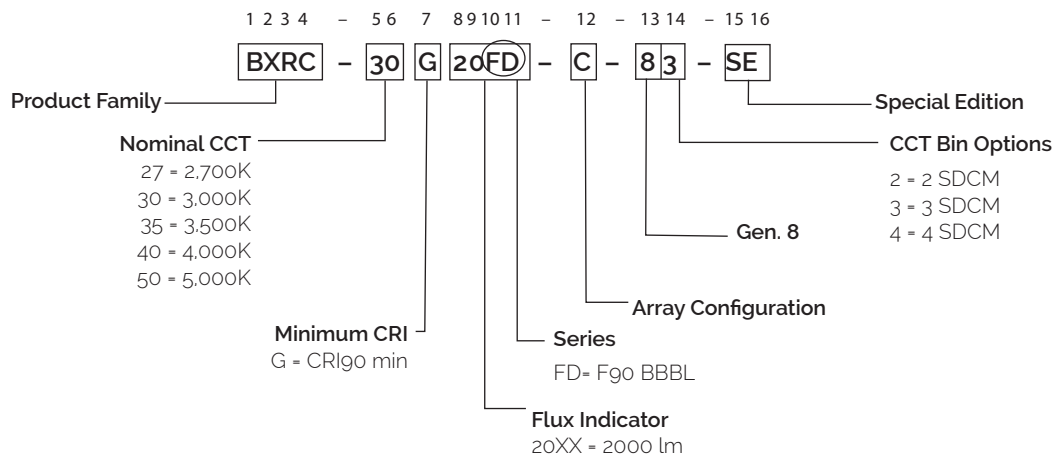 1 2 3 4 – 5 6 7 8 9 10 11 – 12 – 13 14 – 15 16
BXRC – 30 G 20FD – C – 8 3 – SE
Product Family
Special Edition
Nominal CCT
27 = 2,700K
30 = 3,000K
35 = 3,500K
40 = 4,000K
50 = 5,000K
CCT Bin Options
2 = 2 SDCM
3 = 3 SDCM
4 = 4 SDCM
Gen. 8
Array Configuration
Minimum CRI
G = CRI90 min
Series
FD= F90 BBBL
Flux Indicator
20XX = 2000 lm